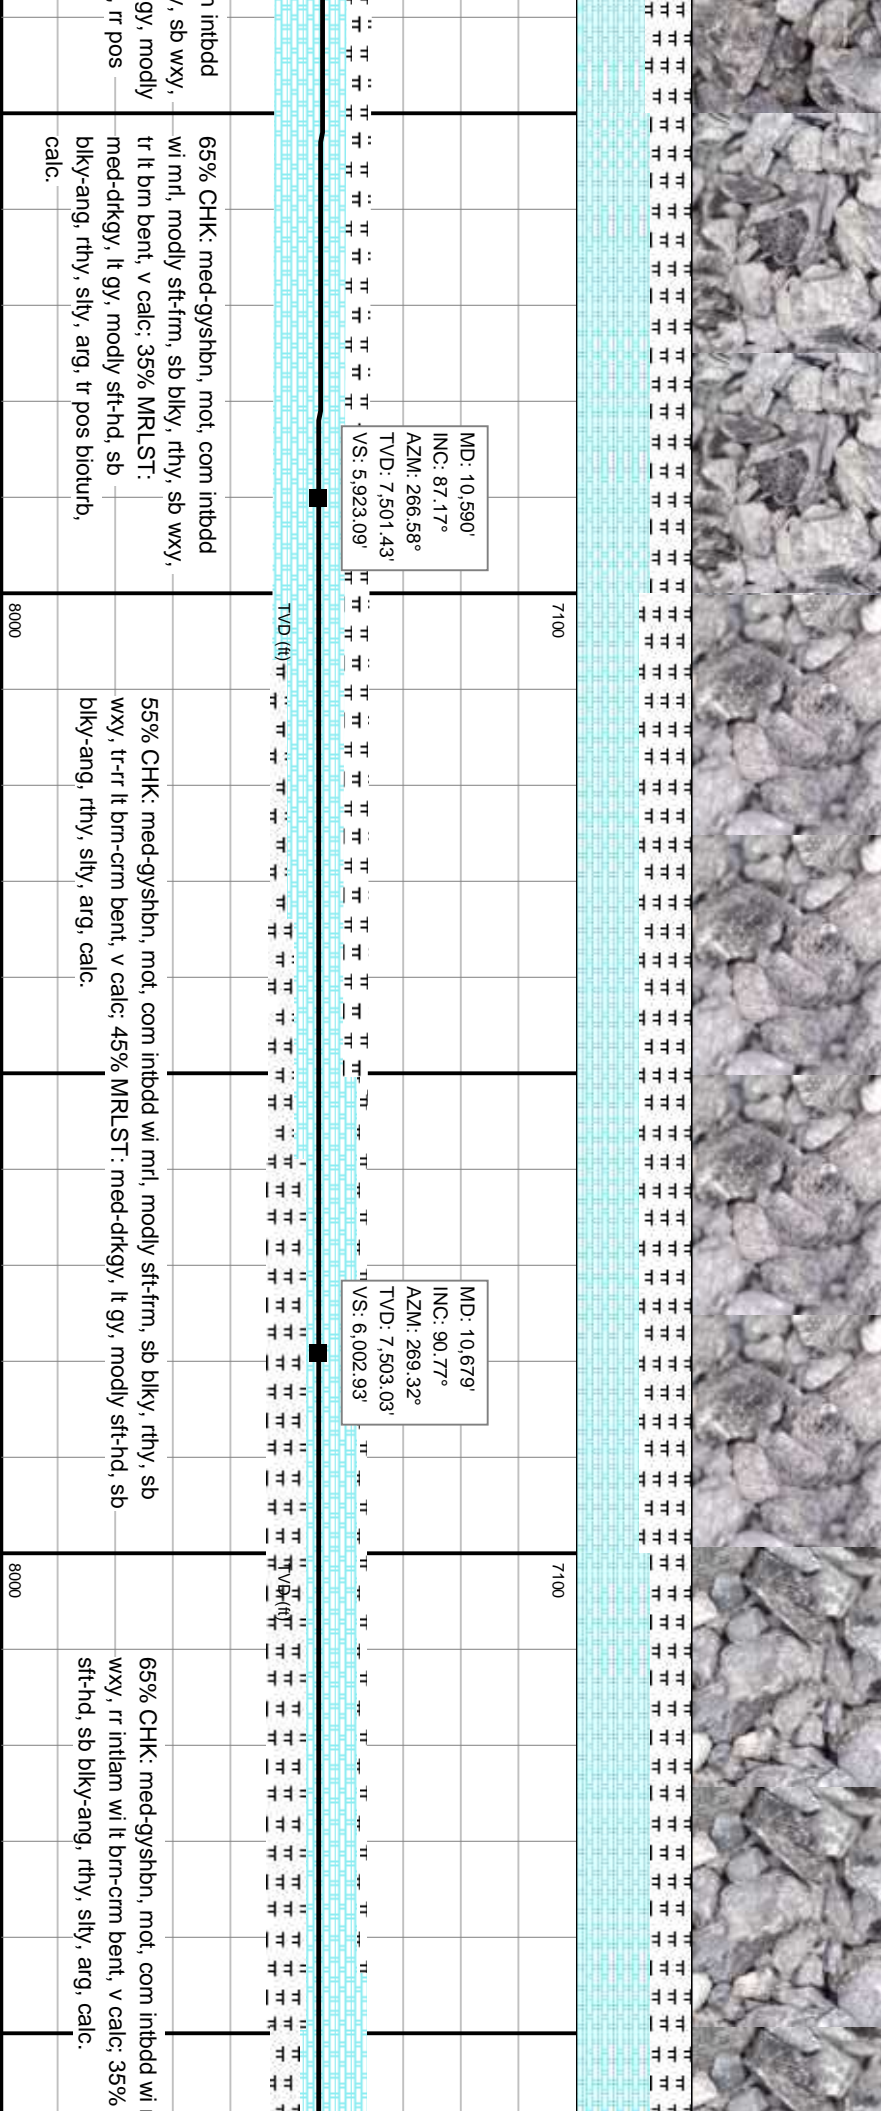 n intbdd
, sb wxy,
gy, modly
, rr pos
65% CHK: med-gyshbn, mot, com intbdd
wi mrl, modly sft-frm, sb blky, rthy, sb wxy,
tr lt brn bent, v calc; 35% MRLST:
med-drkgy, lt gy, modly sft-hd, sb
blky-ang, rthy, slty, arg, tr pos bioturb,
calc.
MD: 10,590'
INC: 87.17°
AZM: 266.58°
TVD: 7,501.43'
VS: 5,923.09'
7100
TVD (ft)
8000
55% CHK: med-gyshbn, mot, com intbdd wi mrl, modly sft-frm, sb blky, rthy, sb
wxy, tr-rr lt brn-crm bent, v calc; 45% MRLST: med-drkgy, lt gy, modly sft-hd, sb
blky-ang, rthy, slty, arg, calc.
MD: 10,679'
INC: 90.77°
AZM: 269.32°
TVD: 7,503.03'
VS: 6,002.93'
7100
TVD (ft)
8000
65% CHK: med-gyshbn, mot, com intbdd wi
wxy, rr intlam wi lt brn-crm bent, v calc; 35%
sft-hd, sb blky-ang, rthy, slty, arg, calc.